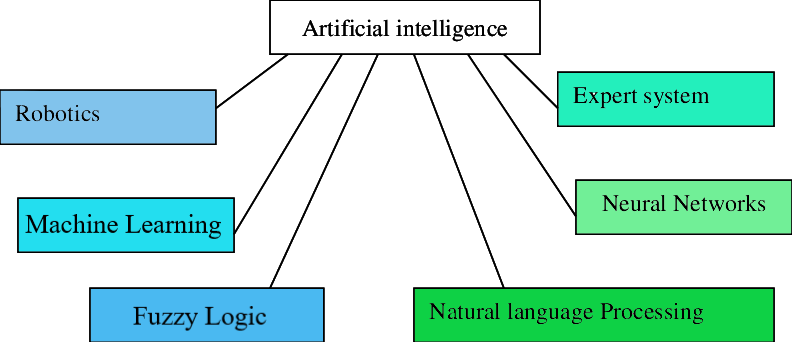 Artificial intelligence
Robotics
Expert system
Machine Learning
Neural Networks
Fuzzy Logic
Natural language Processing